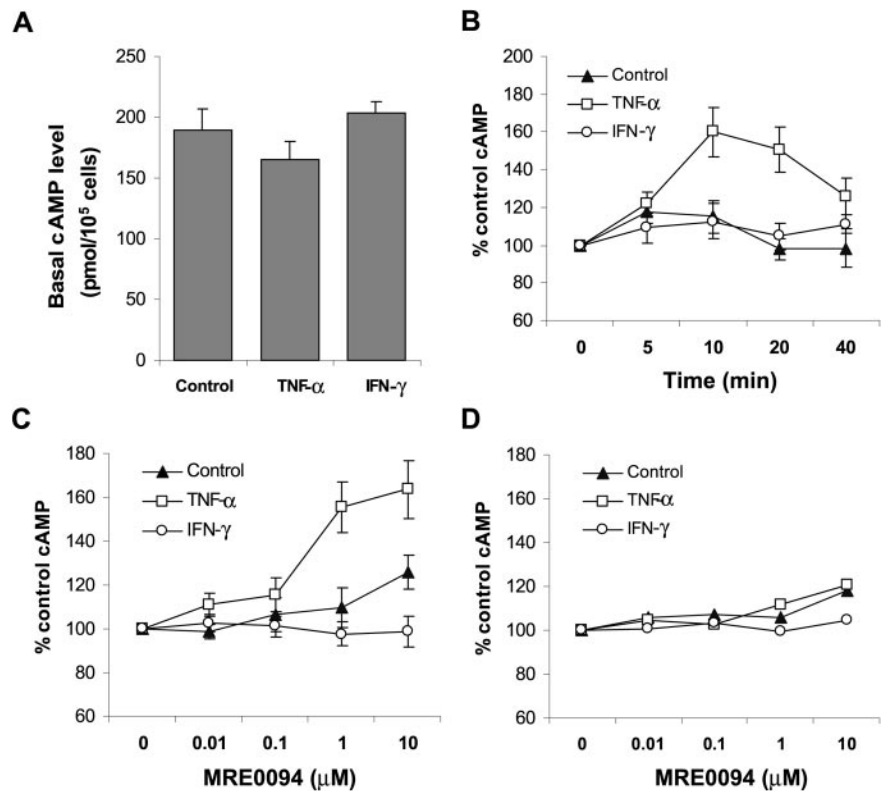 A
Basal cAMP level
(pmol/10⁵ cells)
250
200
150
100
50
0
Control TNF-α IFN-γ
B
% control cAMP
200
180
160
140
120
100
80
60
Control
TNF-α
IFN-γ
0 5 10 20 40
Time (min)
C
% control cAMP
180
160
140
120
100
80
60
Control
TNF-α
IFN-γ
0 0.01 0.1 1 10
MRE0094 (μM)
D
% control cAMP
180
160
140
120
100
80
60
Control
TNF-α
IFN-γ
0 0.01 0.1 1 10
MRE0094 (μM)